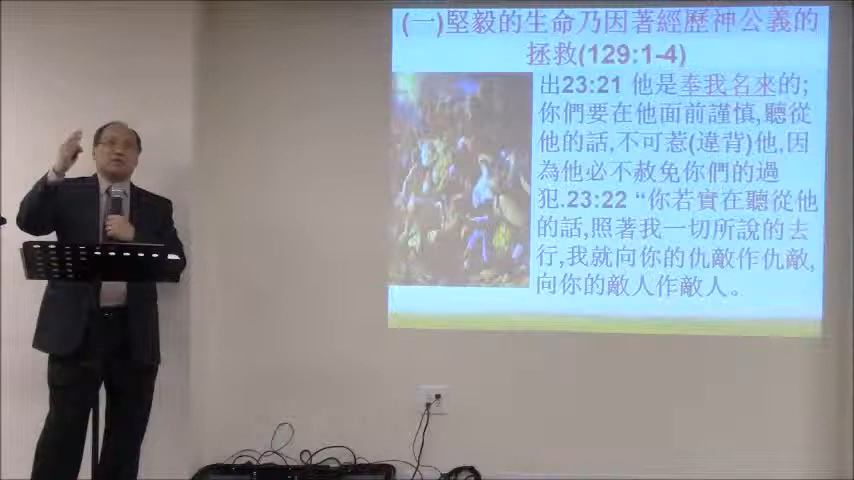 (一)堅毅的生命乃因著經歷神公義的
拯救(129:1-4)
出23:21 他是奉我名來的;
你們要在他面前謹慎,聽從
他的話,不可惹(違背)他,因
為他必不赦免你們的過
犯.23:22 “你若實在聽從他
的話,照著我一切所說的去
行,我就向你的仇敵作仇敵,
向你的敵人作敵人。